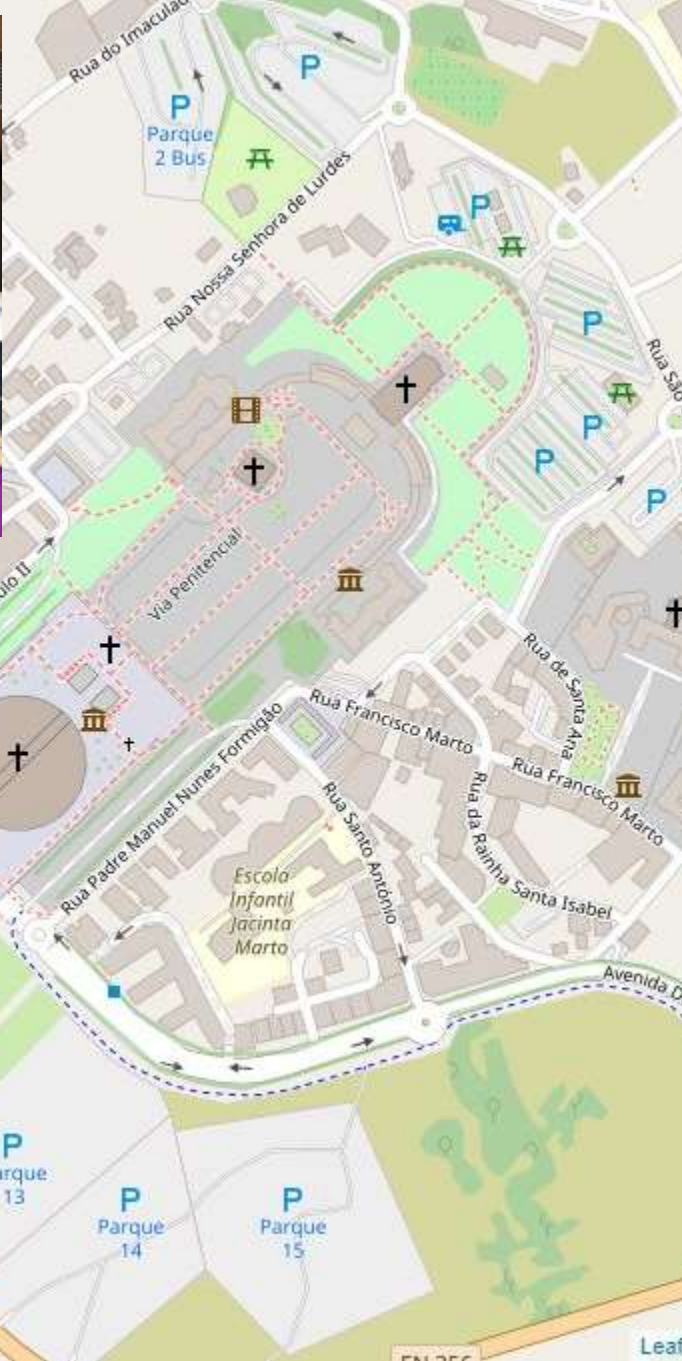 Rua do Imaculad
P
P
Parque
2 Bus
Rua Nossa Senhora de Lurdes
P
P
Rua São
P
P
P
ulo II
Via Penitencial
Rua de Santa Ana
Rua Francisco Marto
Rua Francisco Marto
Rua Padre Manuel Nunes Formigão
Rua Santo António
Rua da Rainha Santa Isabel
Escola
Infantil
Jacinta
Marto
Avenida D
P
arque
13
P
Parque
14
P
Parque
15
EN 356
Leaf